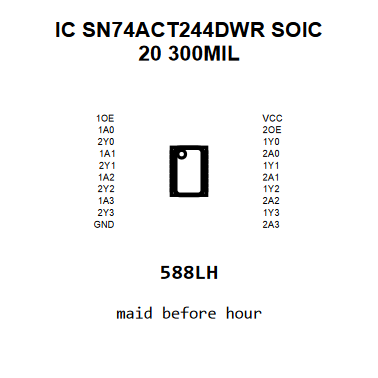 IC SN74ACT244DWR SOIC
20 300MIL
1OE VCC
1A0 2OE
2Y0 1Y0
1A1 2A0
2Y1 1Y1
1A2 2A1
2Y2 1Y2
1A3 2A2
2Y3 1Y3
GND 2A3
588LH
maid before hour